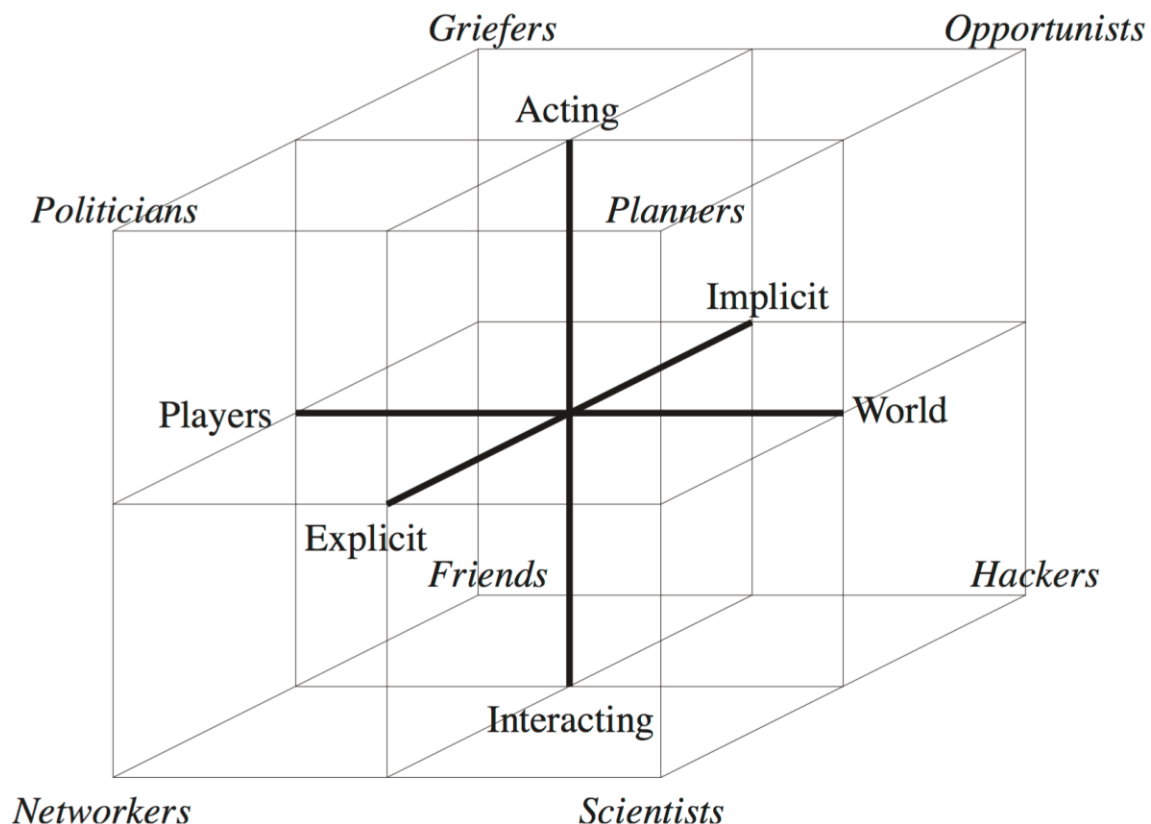 Griefers
Opportunists
Acting
Politicians
Planners
Implicit
Players
World
Explicit
Friends
Hackers
Interacting
Networkers
Scientists